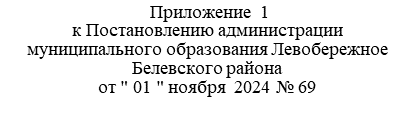 Приложение 1
к Постановлению администрации
муниципального образования Левобережное
Белевского района
от " 01 " ноября 2024 № 69